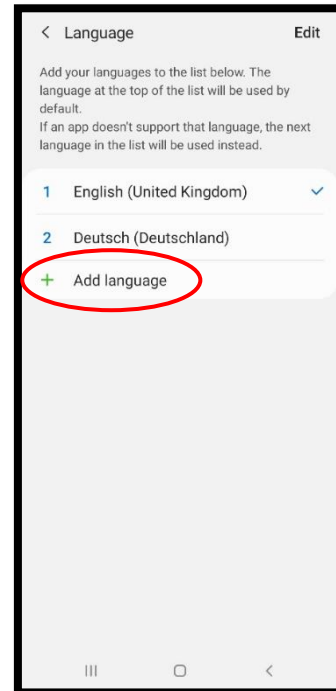 Language Edit
Add your languages to the list below. The
language at the top of the list will be used by
default.
If an app doesn't support that language, the next
language in the list will be used instead.
1 English (United Kingdom)
2 Deutsch (Deutschland)
+ Add language